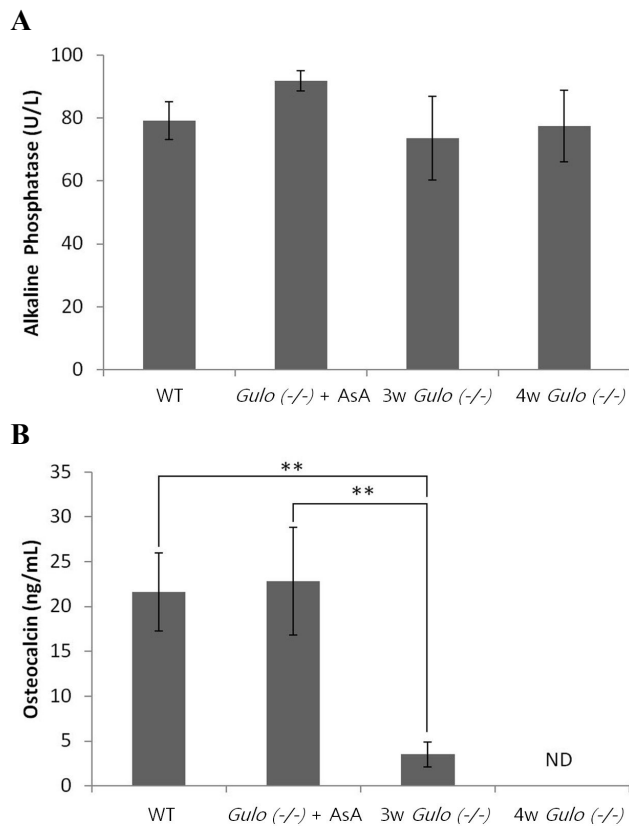 A
Alkaline Phosphatase (U/L)
100
80
60
40
20
0
WT Gulo (-/-) + AsA 3w Gulo (-/-) 4w Gulo (-/-)
B
Osteocalcin (ng/mL)
35
30
25
20
15
10
5
0
**
**
ND
WT Gulo (-/-) + AsA 3w Gulo (-/-) 4w Gulo (-/-)